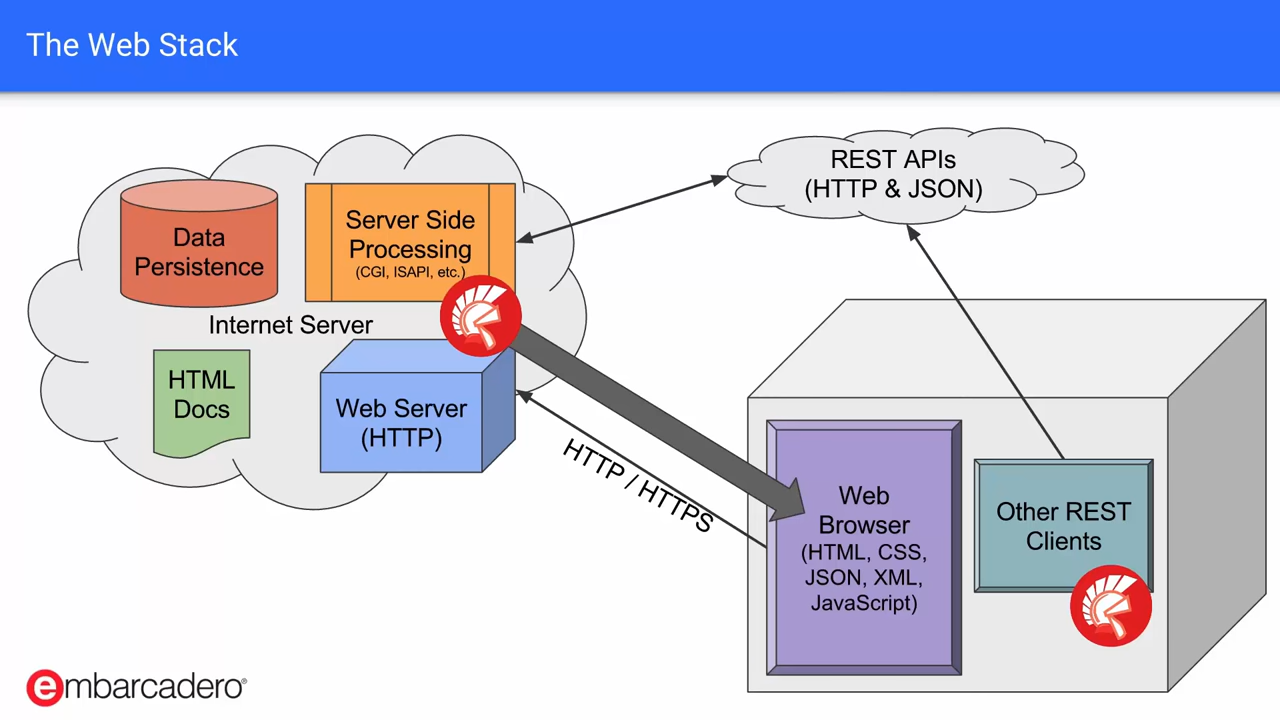 The Web Stack
Data
Persistence
Server Side
Processing
(CGI, ISAPI, etc.)
Internet Server
HTML
Docs
Web Server
(HTTP)
REST APIs
(HTTP & JSON)
HTTP / HTTPS
Web
Browser
(HTML, CSS,
JSON, XML,
JavaScript)
Other REST
Clients
embarcadero®